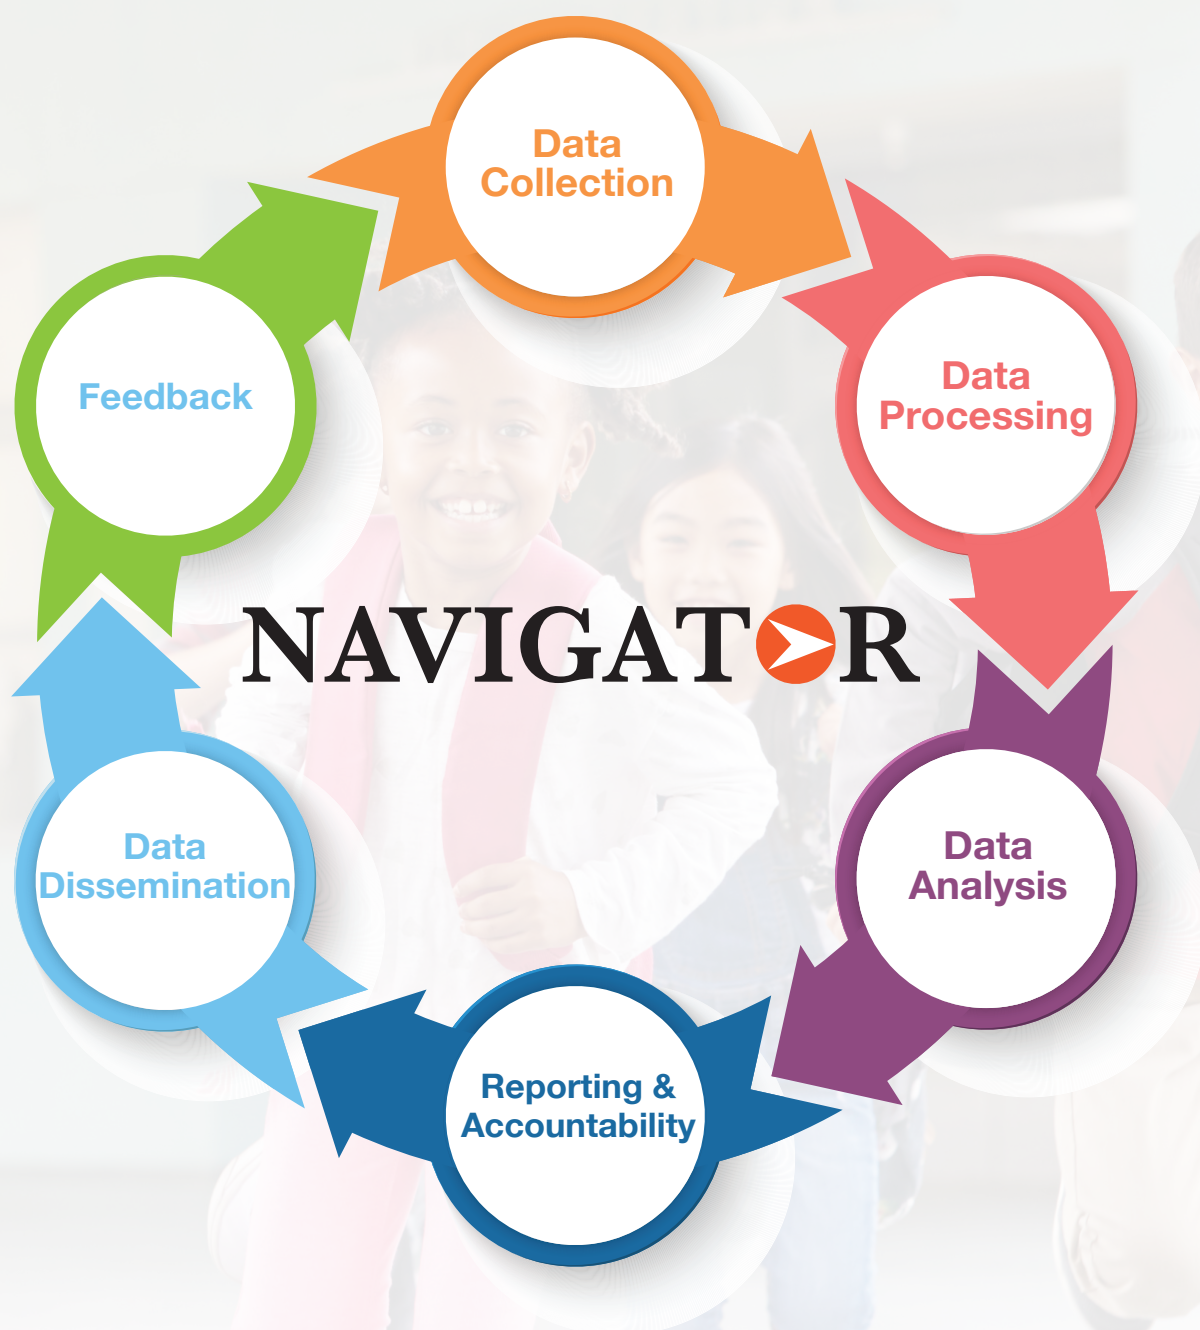 Data
Collection
Data
Processing
Data
Analysis
Reporting &
Accountability
Data
Dissemination
Feedback
NAVIGATOR